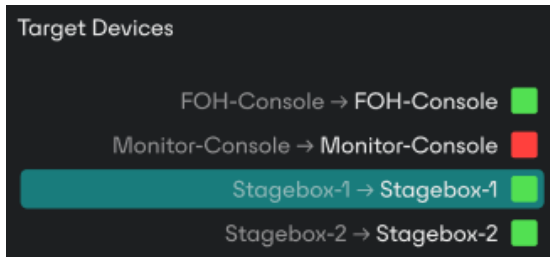 Target Devices
FOH-Console → FOH-Console
Monitor-Console → Monitor-Console
Stagebox-1 → Stagebox-1
Stagebox-2 → Stagebox-2